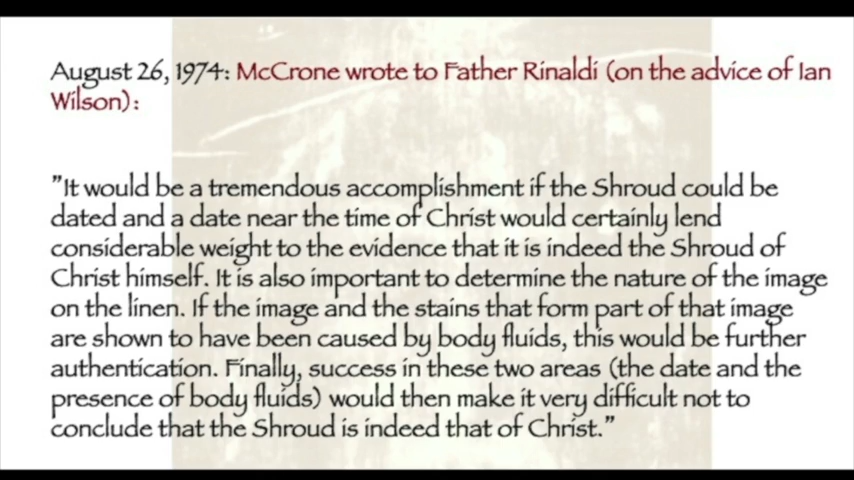 August 26, 1974: McCrone wrote to Father Rinaldi (on the advice of Ian
Wilson):
"It would be a tremendous accomplishment if the Shroud could be
dated and a date near the time of Christ would certainly lend
considerable weight to the evidence that it is indeed the Shroud of
Christ himself. It is also important to determine the nature of the image
on the linen. If the image and the stains that form part of that image
are shown to have been caused by body fluids, this would be further
authentication. Finally, success in these two areas (the date and the
presence of body fluids) would then make it very difficult not to
conclude that the Shroud is indeed that of Christ."